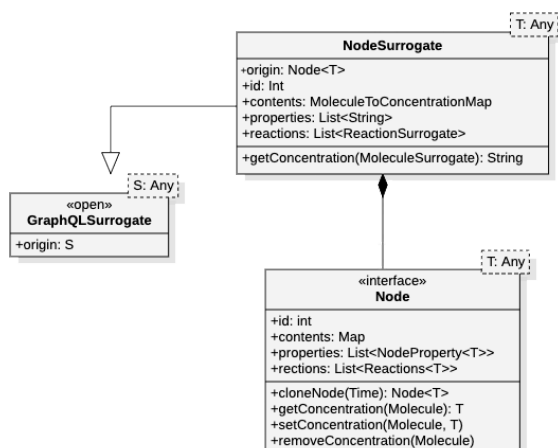 T: Any
NodeSurrogate
+origin: Node<T>
+id: Int
+contents: MoleculeToConcentrationMap
+properties: List<String>
+reactions: List<ReactionSurrogate>
+getConcentration(MoleculeSurrogate): String
S: Any
«open»
GraphQLSurrogate
+origin: S
T: Any
«interface»
Node
+id: int
+contents: Map
+properties: List<NodeProperty<T>>
+rections: List<Reactions<T>>
+cloneNode(Time): Node<T>
+getConcentration(Molecule): T
+setConcentration(Molecule, T)
+removeConcentration(Molecule)